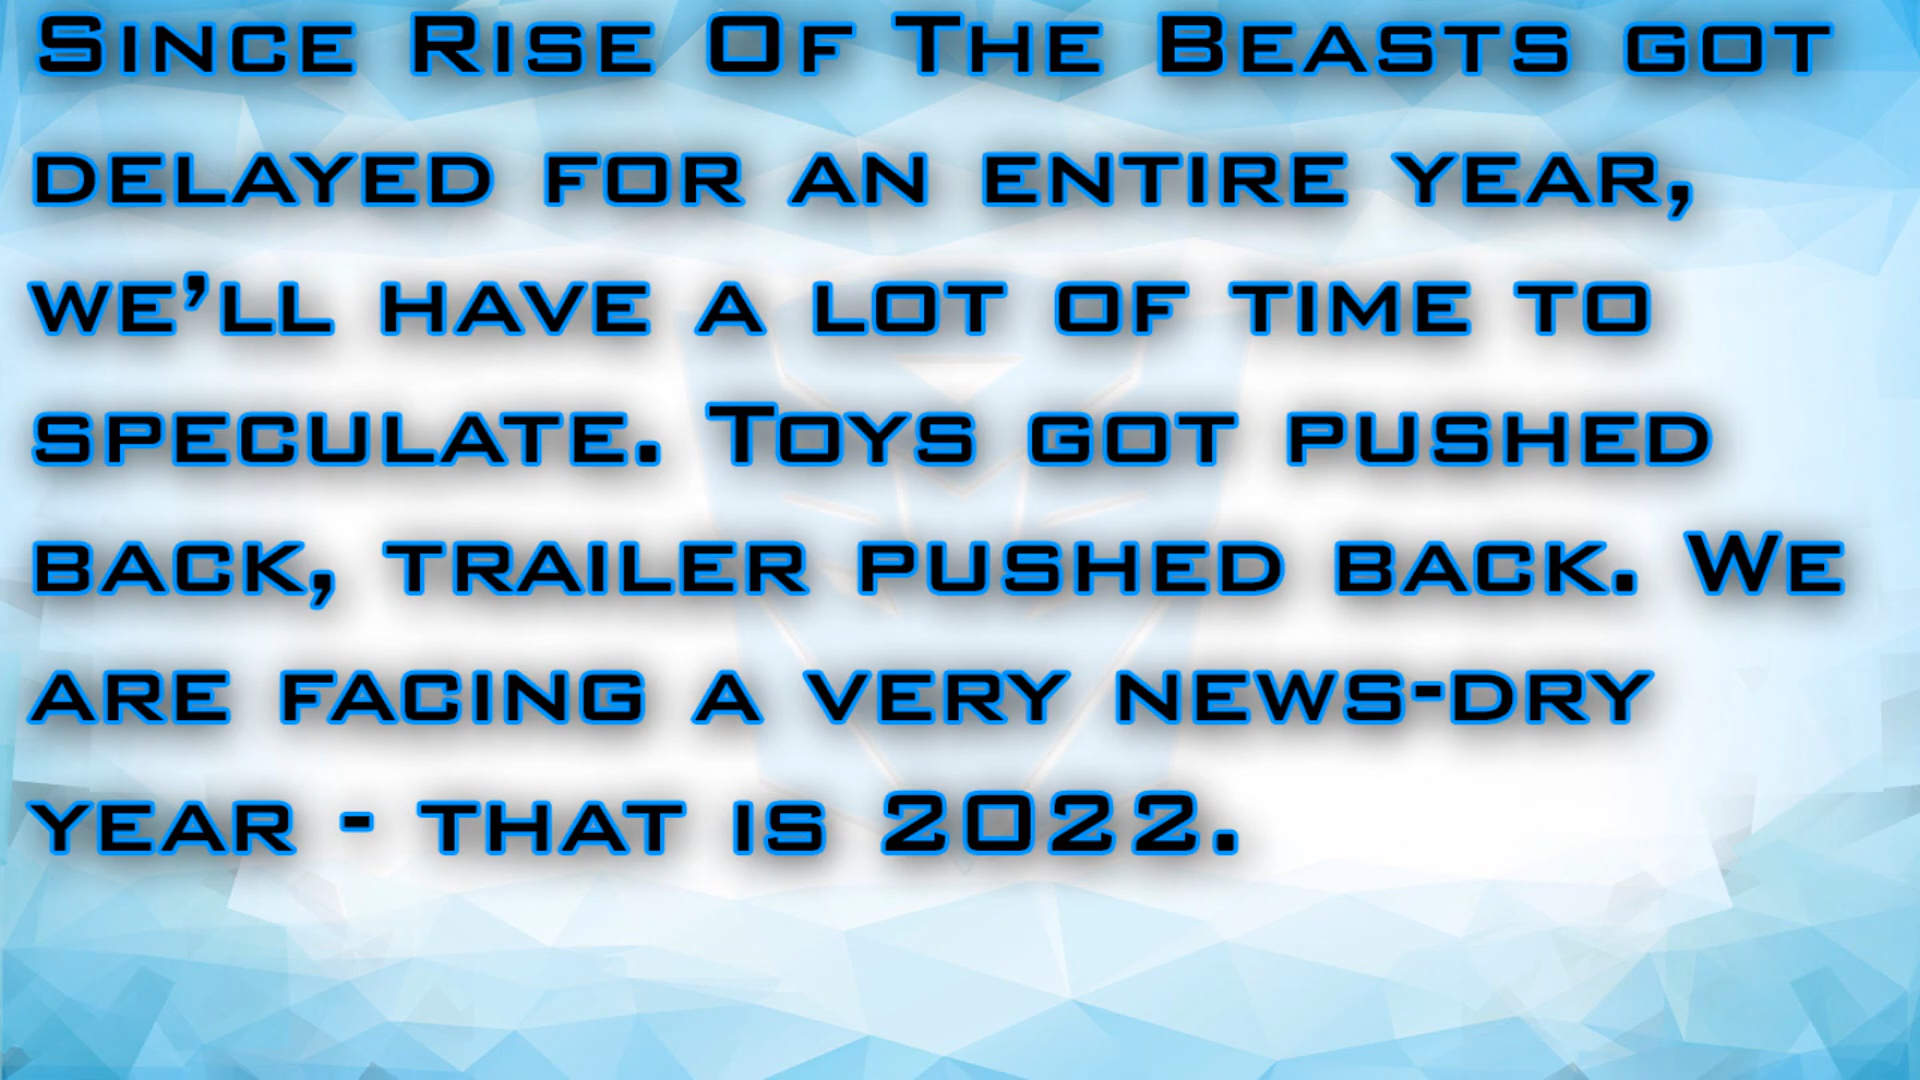 Since Rise Of The Beasts got
delayed for an entire year,
we'll have a lot of time to
speculate. Toys got pushed
back, trailer pushed back. We
are facing a very news-dry
year - that is 2022.